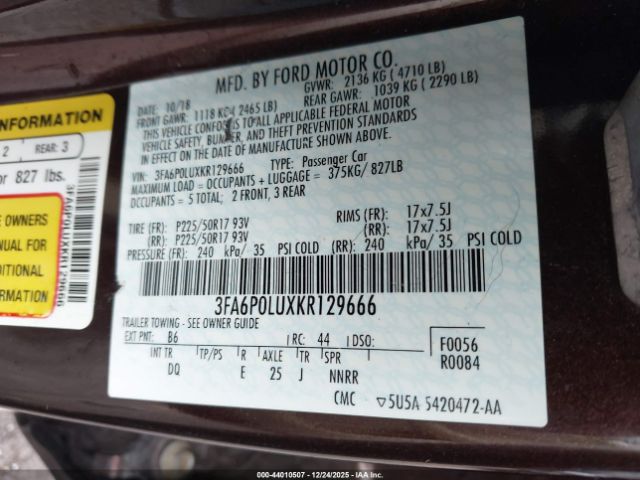 MFD. BY FORD MOTOR CO.
DATE: 10/18
GVWR: 2136 KG ( 4710 LB)
FRONT GAWR: 1118 KG ( 2465 LB)
REAR GAWR: 1039 KG ( 2290 LB)
THIS VEHICLE CONFORMS TO ALL APPLICABLE FEDERAL MOTOR
VEHICLE SAFETY, BUMPER, AND THEFT PREVENTION STANDARDS
IN EFFECT ON THE DATE OF MANUFACTURE SHOWN ABOVE.
VIN: 3FA6P0LUXKR129666 TYPE: Passenger Car
MAXIMUM LOAD = OCCUPANTS + LUGGAGE = 375KG/ 827LB
OCCUPANTS = 5 TOTAL; 2 FRONT, 3 REAR
TIRE (FR): P225/50R17 93V RIMS (FR): 17x7.5J
(RR): P225/50R17 93V (RR): 17x7.5J
PRESSURE (FR): 240 kPa/ 35 PSI COLD (RR): 240 kPa/ 35 PSI COLD
3FA6P0LUXKR129666
TRAILER TOWING - SEE OWNER GUIDE
EXT PNT: B6 RC: 44 DSO:
F0056
R0084
INT TR TP/PS R AXLE TR SPR
DQ E 25 J NNRR
CMC ▽5U5A 5420472-AA
INFORMATION
2 REAR: 3
or 827 lbs.
E OWNERS
NUAL FOR
DITIONAL
ORMATION
3FA6P0LUXKR129666
000-44010507 - 12/24/2025 - IAAI.COM